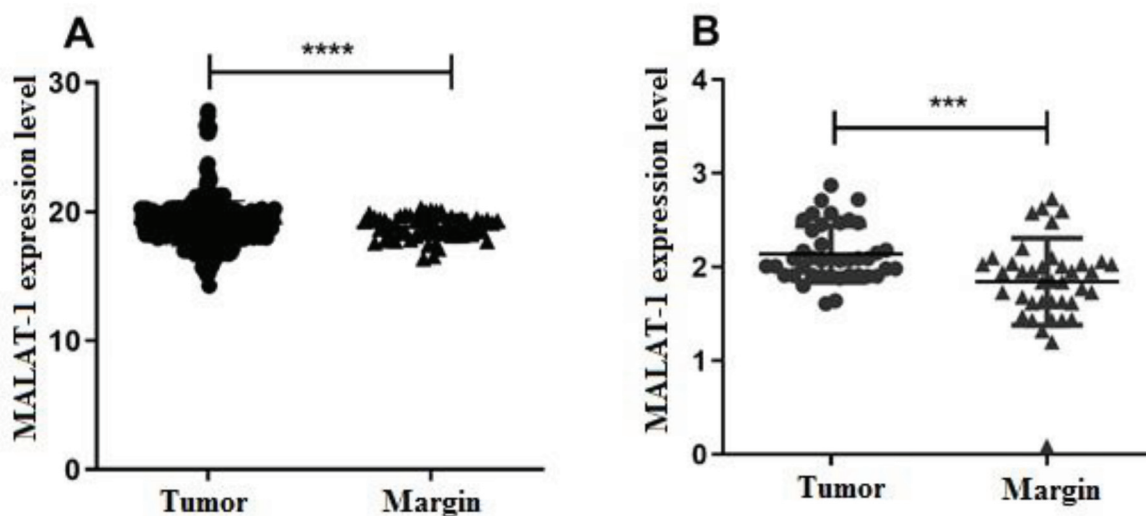 A
****
MALAT-1 expression level
30
20
10
0
Tumor
Margin
B
***
MALAT-1 expression level
4
3
2
1
0
Tumor
Margin